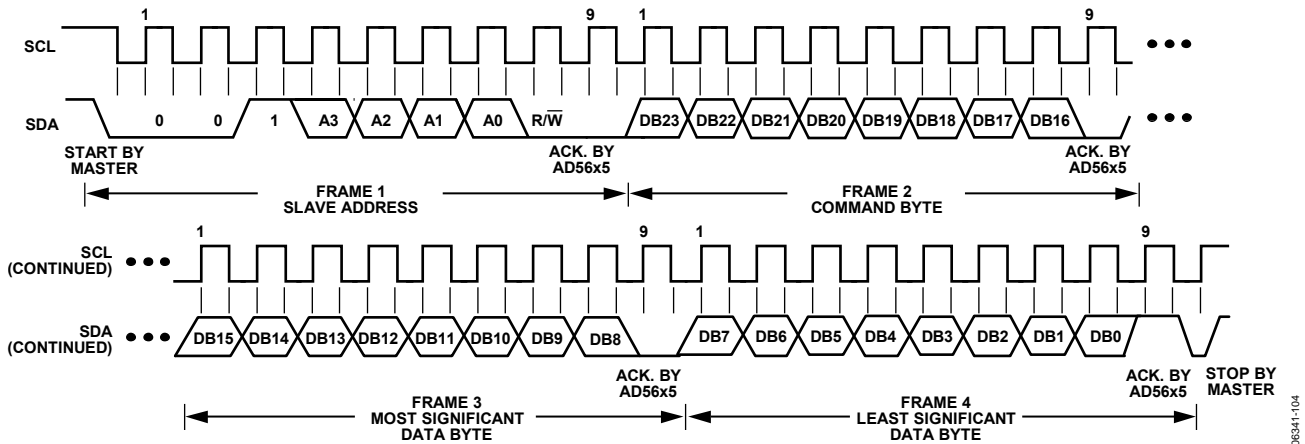 1 9 1 9
SCL
SDA 0 0 1 A3 A2 A1 A0 R/W̅ DB23 DB22 DB21 DB20 DB19 DB18 DB17 DB16
START BY
MASTER
ACK. BY
AD56x5
ACK. BY
AD56x5
FRAME 1
SLAVE ADDRESS
FRAME 2
COMMAND BYTE
1 9 1 9
SCL
(CONTINUED)
SDA
(CONTINUED)
DB15 DB14 DB13 DB12 DB11 DB10 DB9 DB8 DB7 DB6 DB5 DB4 DB3 DB2 DB1 DB0
ACK. BY
AD56x5
ACK. BY
AD56x5
STOP BY
MASTER
FRAME 3
MOST SIGNIFICANT
DATA BYTE
FRAME 4
LEAST SIGNIFICANT
DATA BYTE
06341-104